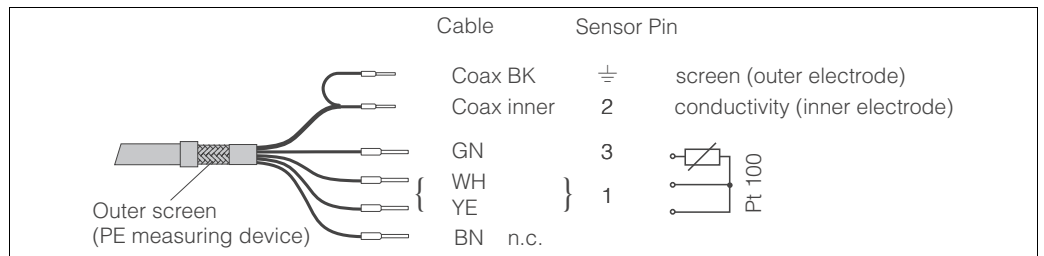 Cable Sensor Pin
Coax BK ⏚ screen (outer electrode)
Coax inner 2 conductivity (inner electrode)
GN 3
{ WH } 1
YE
BN n.c.
Pt 100
Outer screen
(PE measuring device)